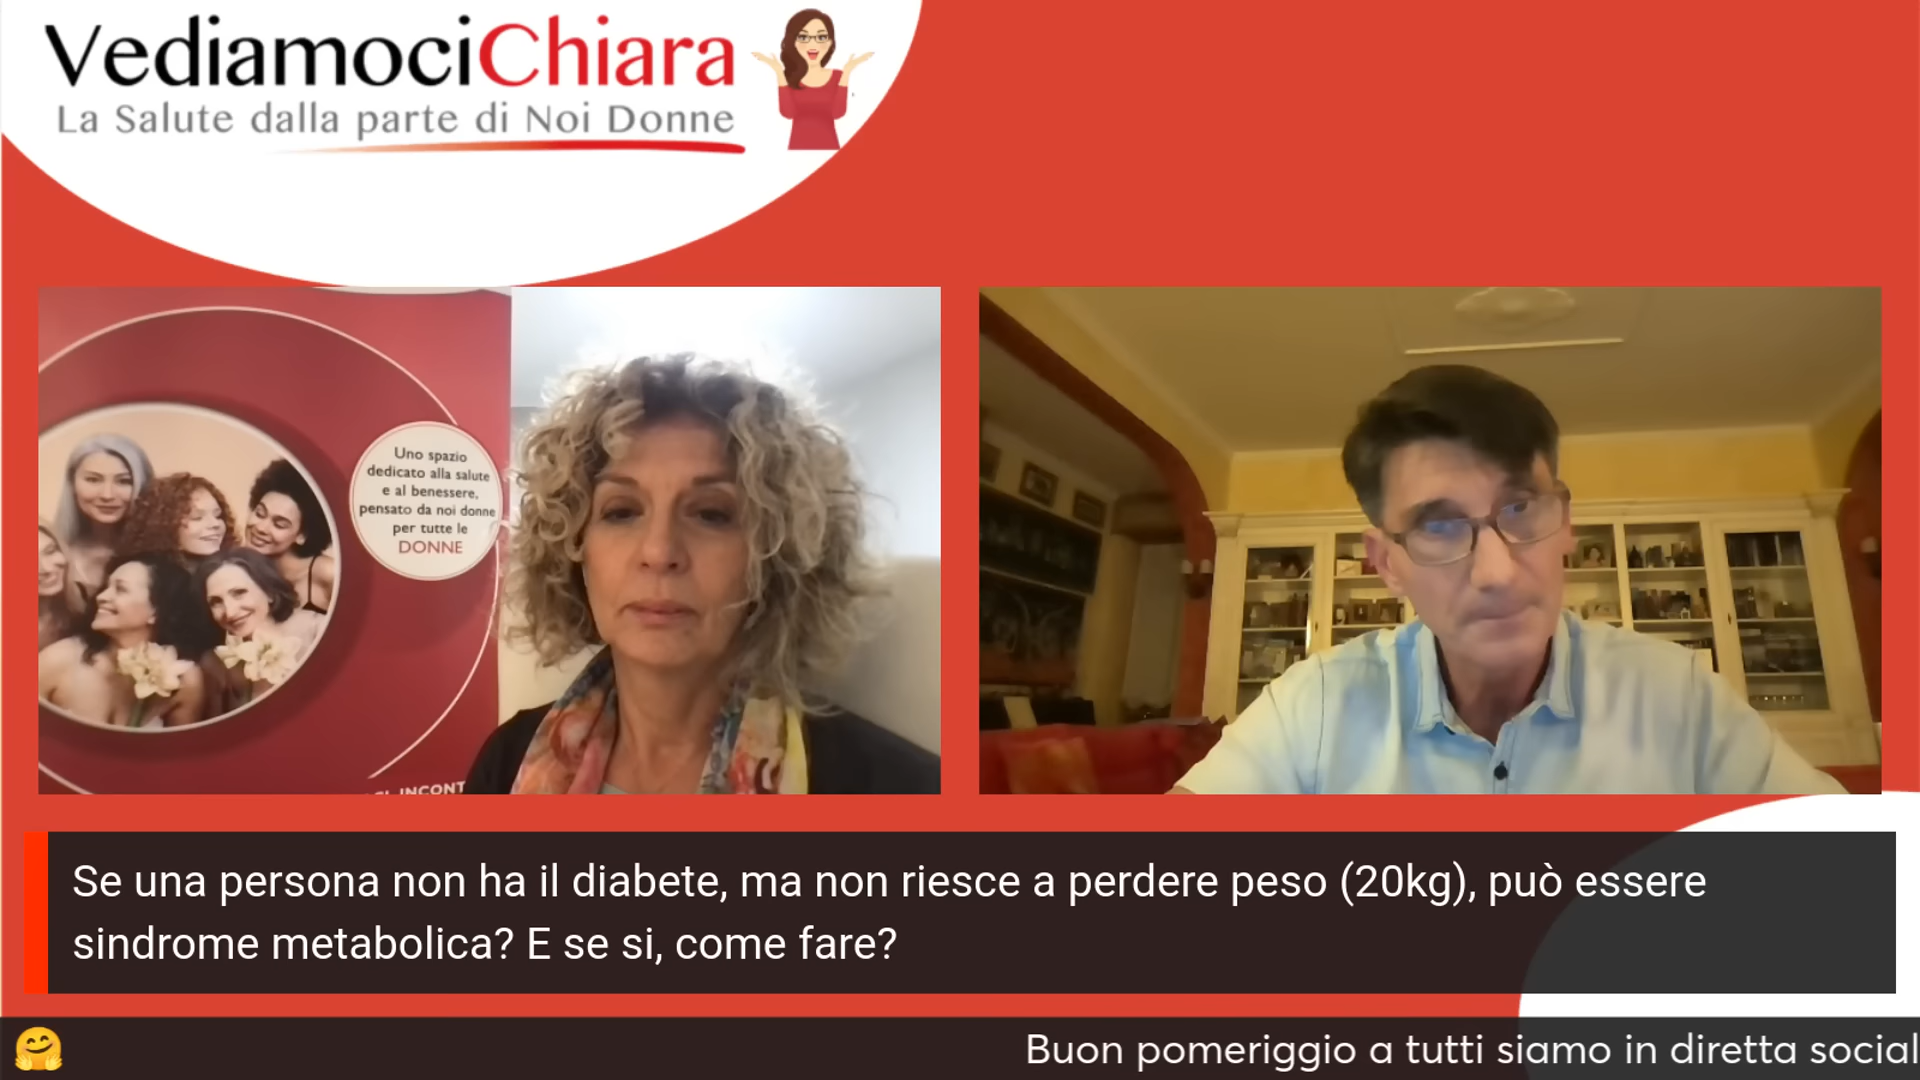 VediamociChiara
La Salute dalla parte di Noi Donne
Uno spazio
dedicato alla salute
e al benessere,
pensato da noi donne
per tutte le
DONNE
INCONT
Se una persona non ha il diabete, ma non riesce a perdere peso (20kg), può essere
sindrome metabolica? E se si, come fare?
Buon pomeriggio a tutti siamo in diretta social